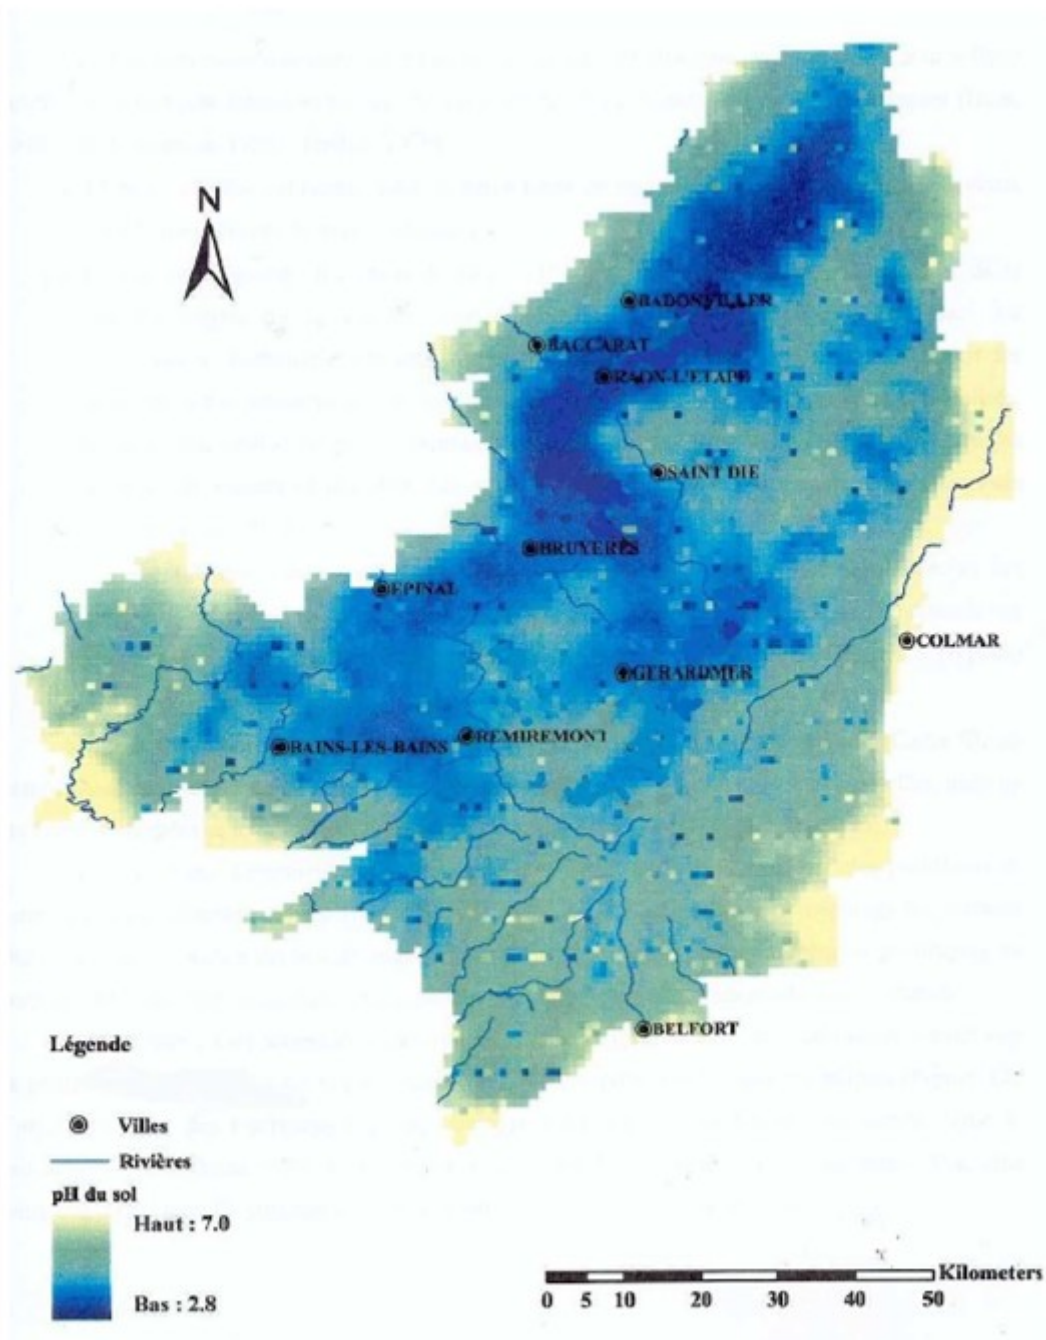 N
BADONVILLER
BACCARAT
RAON-L'ETAPE
SAINT DIE
BRUYERES
EPINAL
COLMAR
GERARDMER
REMIREMONT
BAINS-LES-BAINS
BELFORT
Légende
Villes
Rivières
pH du sol
Haut : 7.0
Bas : 2.8
Kilometers
0 5 10 20 30 40 50